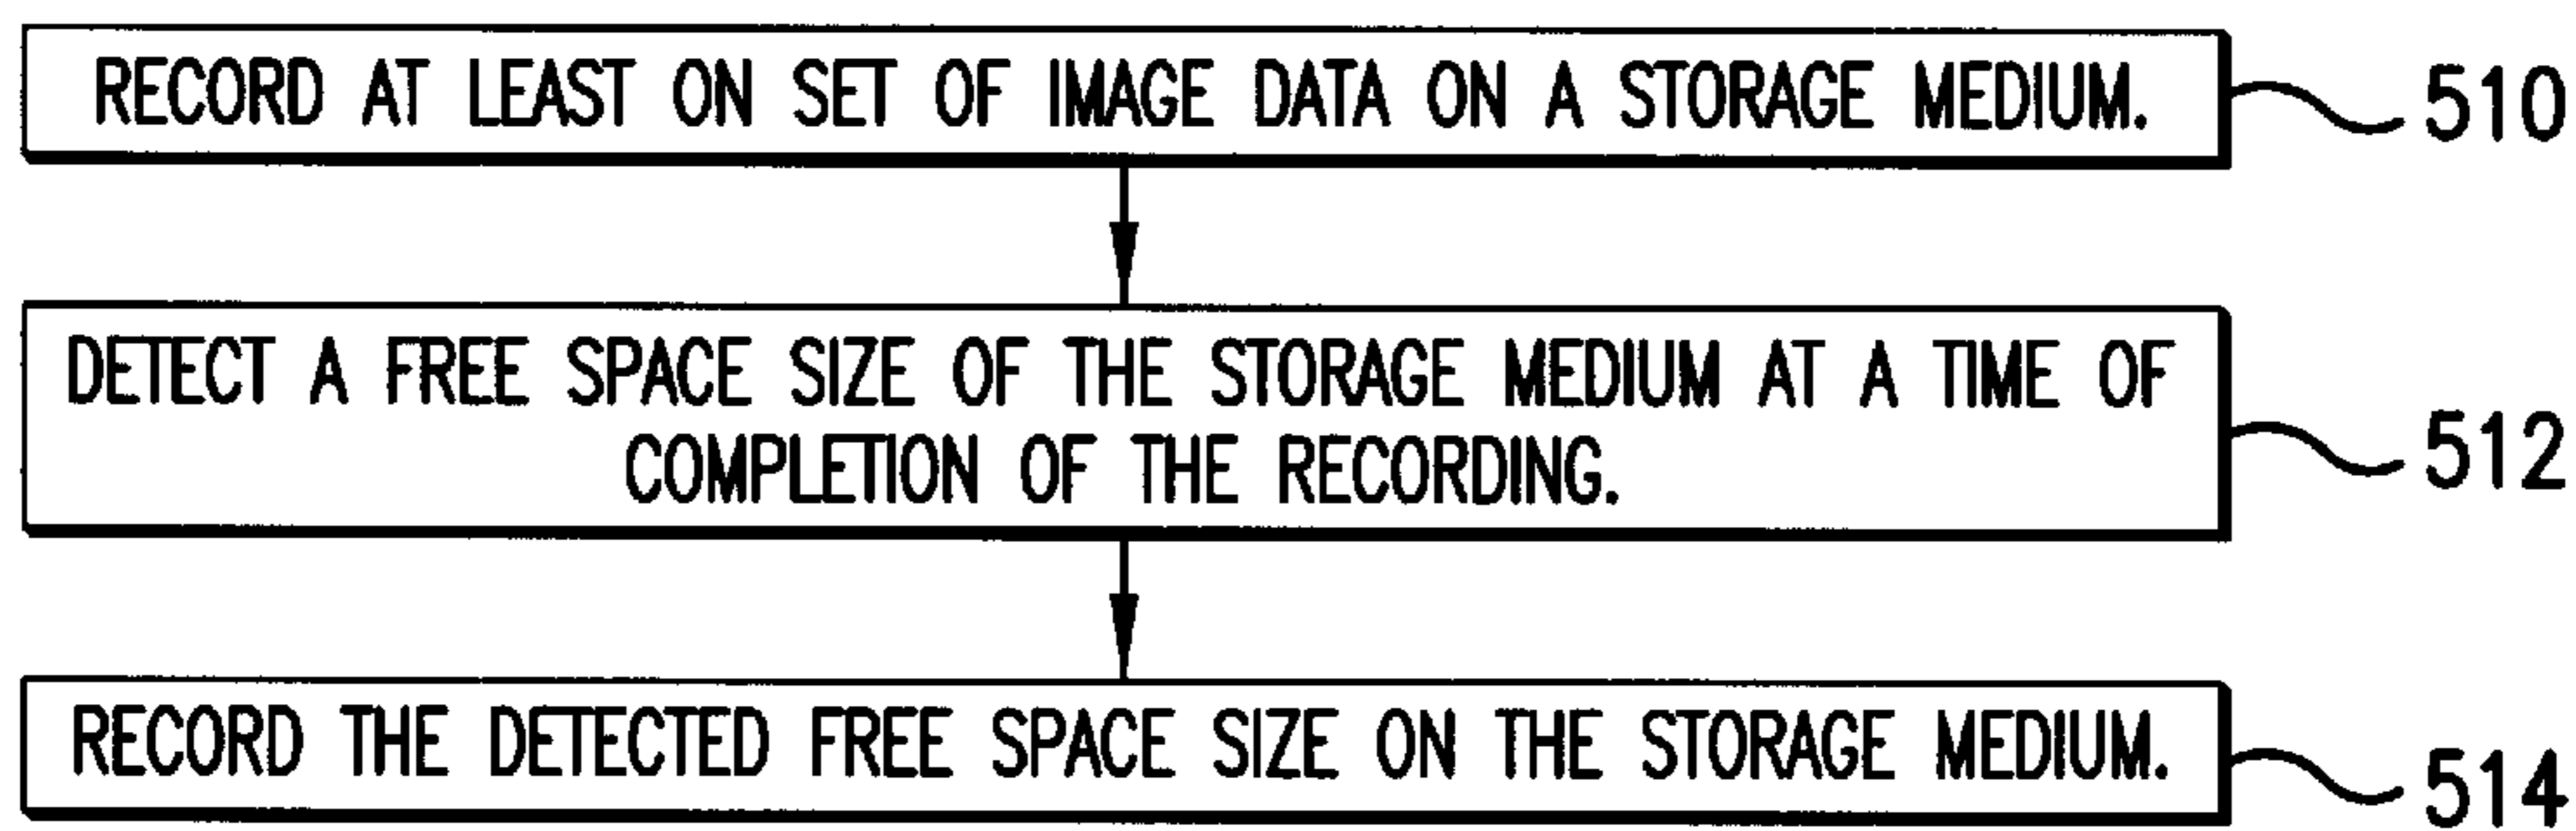 RECORD AT LEAST ON SET OF IMAGE DATA ON A STORAGE MEDIUM.
510
DETECT A FREE SPACE SIZE OF THE STORAGE MEDIUM AT A TIME OF
COMPLETION OF THE RECORDING.
512
RECORD THE DETECTED FREE SPACE SIZE ON THE STORAGE MEDIUM.
514